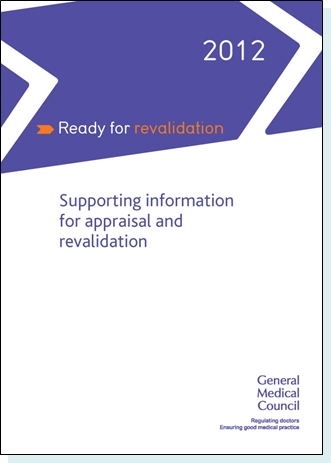 2012
Ready for revalidation
Supporting information
for appraisal and
revalidation
General
Medical
Council
Regulating doctors
Ensuring good medical practice